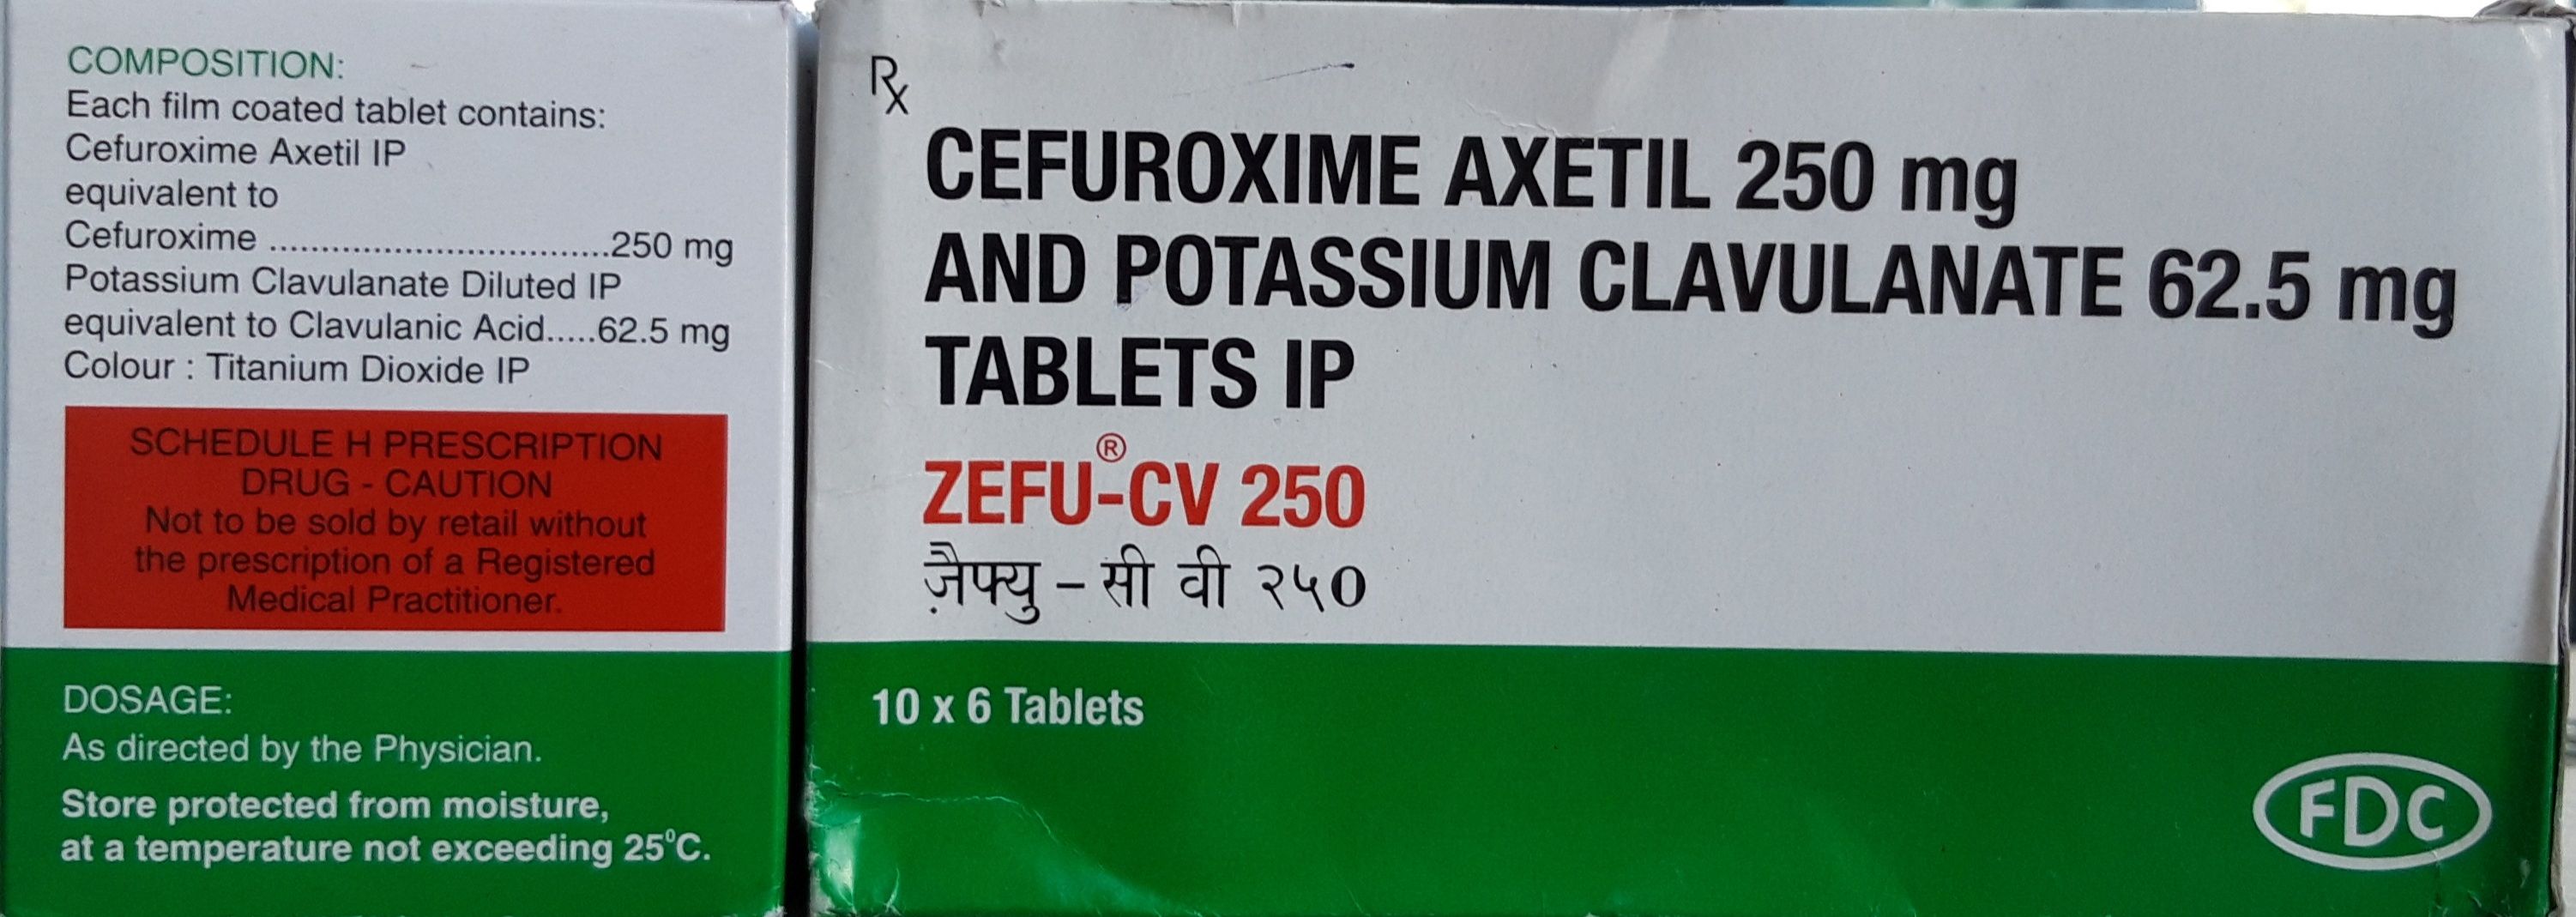 COMPOSITION:
Each film coated tablet contains:
Cefuroxime Axetil IP
equivalent to
Cefuroxime .................................250 mg
Potassium Clavulanate Diluted IP
equivalent to Clavulanic Acid.....62.5 mg
Colour : Titanium Dioxide IP
SCHEDULE H PRESCRIPTION
DRUG - CAUTION
Not to be sold by retail without
the prescription of a Registered
Medical Practitioner.
DOSAGE:
As directed by the Physician.
Store protected from moisture,
at a temperature not exceeding 25⁰C.
Rx
CEFUROXIME AXETIL 250 mg
AND POTASSIUM CLAVULANATE 62.5 mg
TABLETS IP
ZEFU®-CV 250
ज़ैफ्यु – सी वी २५०
10 x 6 Tablets
FDC